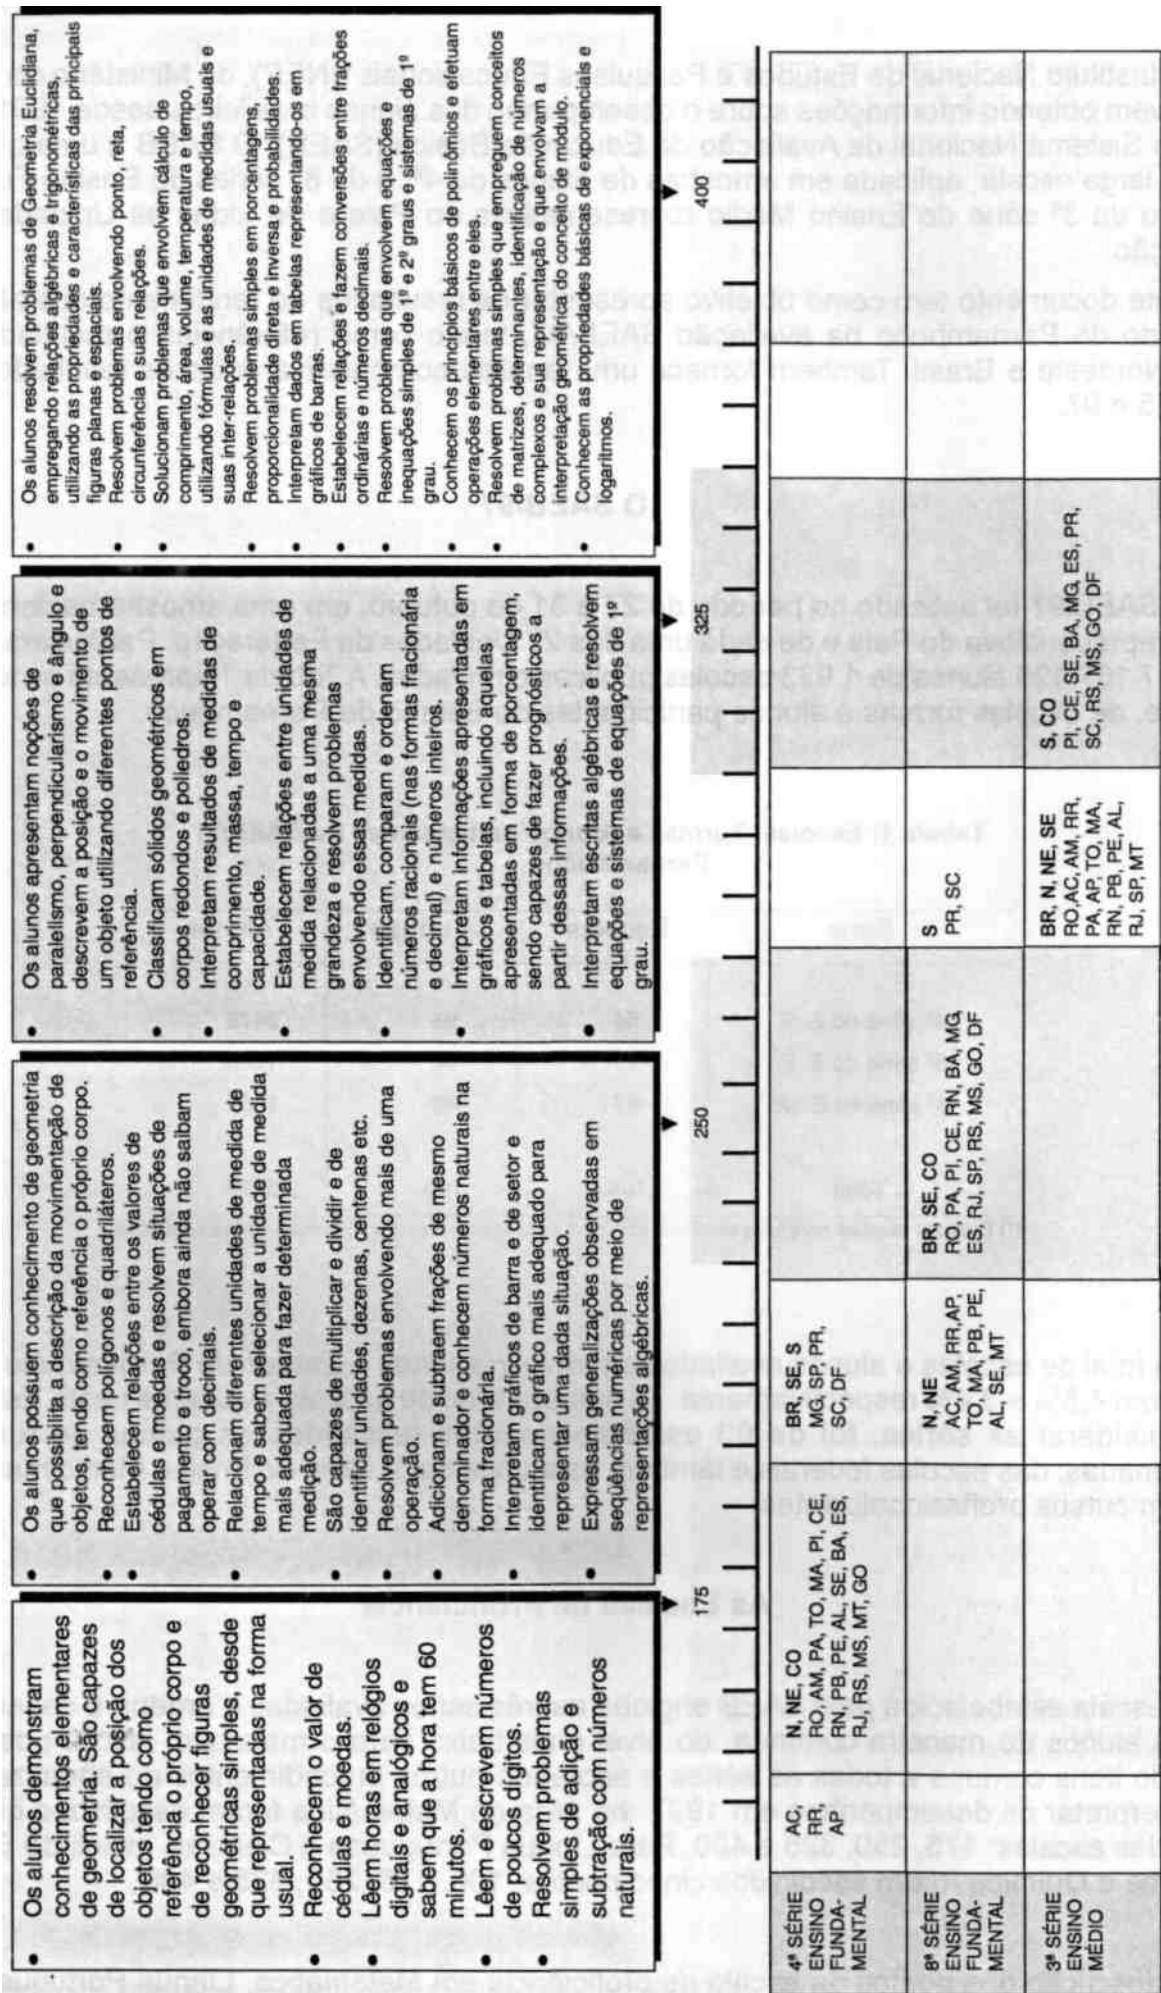 • Os alunos demonstram
conhecimentos elementares
de geometria. São capazes
de localizar a posição dos
objetos tendo como
referência o próprio corpo e
de reconhecer figuras
geométricas simples, desde
que representadas na forma
usual.
• Reconhecem o valor de
cédulas e moedas.
• Lêem horas em relógios
digitais e analógicos e
sabem que a hora tem 60
minutos.
• Lêem e escrevem números
de poucos dígitos.
• Resolvem problemas
simples de adição e
subtração com números
naturais.
• Os alunos possuem conhecimento de geometria
que possibilita a descrição da movimentação de
objetos, tendo como referência o próprio corpo.
• Reconhecem polígonos e quadriláteros.
• Estabelecem relações entre os valores de
cédulas e moedas e resolvem situações de
pagamento e troco, embora ainda não saibam
operar com decimais.
• Relacionam diferentes unidades de medida de
tempo e sabem selecionar a unidade de medida
mais adequada para fazer determinada
medição.
• São capazes de multiplicar e dividir e de
identificar unidades, dezenas, centenas etc.
• Resolvem problemas envolvendo mais de uma
operação.
• Adicionam e subtraem frações de mesmo
denominador e conhecem números naturais na
forma fracionária.
• Interpretam gráficos de barra e de setor e
identificam o gráfico mais adequado para
representar uma dada situação.
• Expressam generalizações observadas em
seqüências numéricas por meio de
representações algébricas.
• Os alunos apresentam noções de
paralelismo, perpendicularismo e ângulo e
descrevem a posição e o movimento de
um objeto utilizando diferentes pontos de
referência.
• Classificam sólidos geométricos em
corpos redondos e poliedros.
• Interpretam resultados de medidas de
comprimento, massa, tempo e
capacidade.
• Estabelecem relações entre unidades de
medida relacionadas a uma mesma
grandeza e resolvem problemas
envolvendo essas medidas.
• Identificam, comparam e ordenam
números racionais (nas formas fracionária
e decimal) e números inteiros.
• Interpretam informações apresentadas em
gráficos e tabelas, incluindo aquelas
apresentadas em forma de porcentagem,
sendo capazes de fazer prognósticos a
partir dessas informações.
• Interpretam escritas algébricas e resolvem
equações e sistemas de equações de 1º
grau.
• Os alunos resolvem problemas de Geometria Euclidiana,
empregando relações algébricas e trigonométricas,
utilizando as propriedades e características das principais
figuras planas e espaciais.
• Resolvem problemas envolvendo ponto, reta,
circunferência e suas relações.
• Solucionam problemas que envolvem cálculo de
comprimento, área, volume, temperatura e tempo,
utilizando fórmulas e as unidades de medidas usuais e
suas inter-relações.
• Resolvem problemas simples em porcentagens,
proporcionalidade direta e inversa e probabilidades.
• Interpretam dados em tabelas representando-os em
gráficos de barras.
• Estabelecem relações e fazem conversões entre frações
ordinárias e números decimais.
• Resolvem problemas que envolvem equações e
inequações simples de 1º e 2º graus e sistemas de 1º
grau.
• Conhecem os princípios básicos de polinômios e efetuam
operações elementares entre eles.
• Resolvem problemas simples que empreguem conceitos
de matrizes, determinantes, identificação de números
complexos e sua representação e que envolvam a
interpretação geométrica do conceito de módulo.
• Conhecem as propriedades básicas de exponenciais e
logaritmos.
175 250 325 400
4ª SÉRIE
ENSINO
FUNDA-
MENTAL
AC,
RR,
AP
N, NE, CO
RO, AM, PA, TO, MA, PI, CE,
RN, PB, PE, AL, SE, BA, ES,
RJ, RS, MS, MT, GO
BR, SE, S
MG, SP, PR,
SC, DF
8ª SÉRIE
ENSINO
FUNDA-
MENTAL
N, NE
AC, AM, RR, AP,
TO, MA, PB, PE,
AL, SE, MT
BR, SE, CO
RO, PA, PI, CE, RN, BA, MG,
ES, RJ, SP, RS, MS, GO, DF
S
PR, SC
3ª SÉRIE
ENSINO
MÉDIO
BR, N, NE, SE
RO, AC, AM, RR,
PA, AP, TO, MA,
RN, PB, PE, AL,
RJ, SP, MT
S, CO
PI, CE, SE, BA, MG, ES, PR,
SC, RS, MS, GO, DF